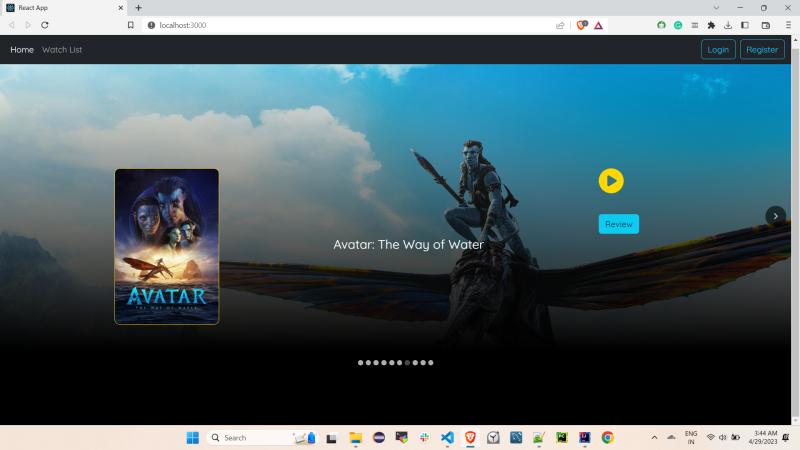 React App
localhost:3000
Home
Watch List
Login
Register
Review
Avatar: The Way of Water
AVATAR
THE WAY OF WATER
Search
ENG
IN
3:44 AM
4/29/2023